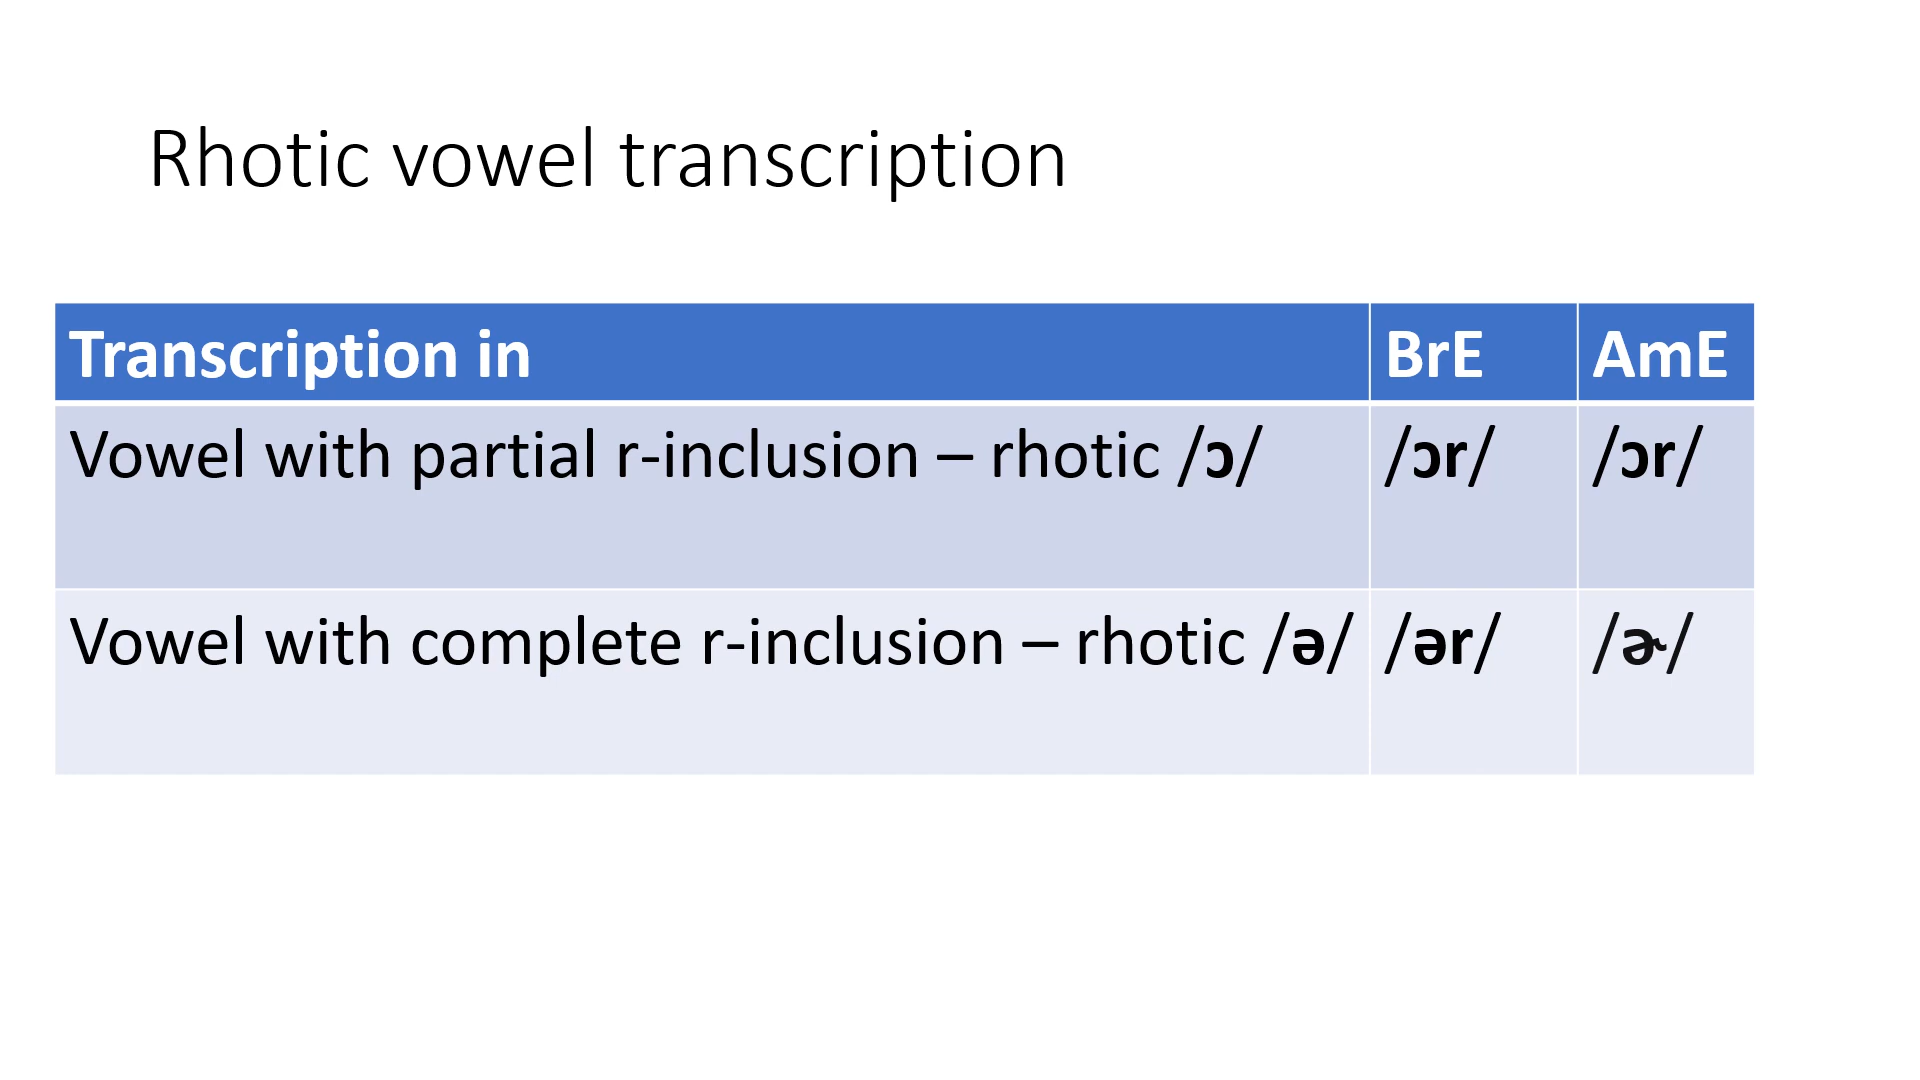 Rhotic vowel transcription
Transcription in BrE AmE
Vowel with partial r-inclusion – rhotic /ɔ/ /ɔr/ /ɔr/
Vowel with complete r-inclusion – rhotic /ə/ /ər/ /ɚ/